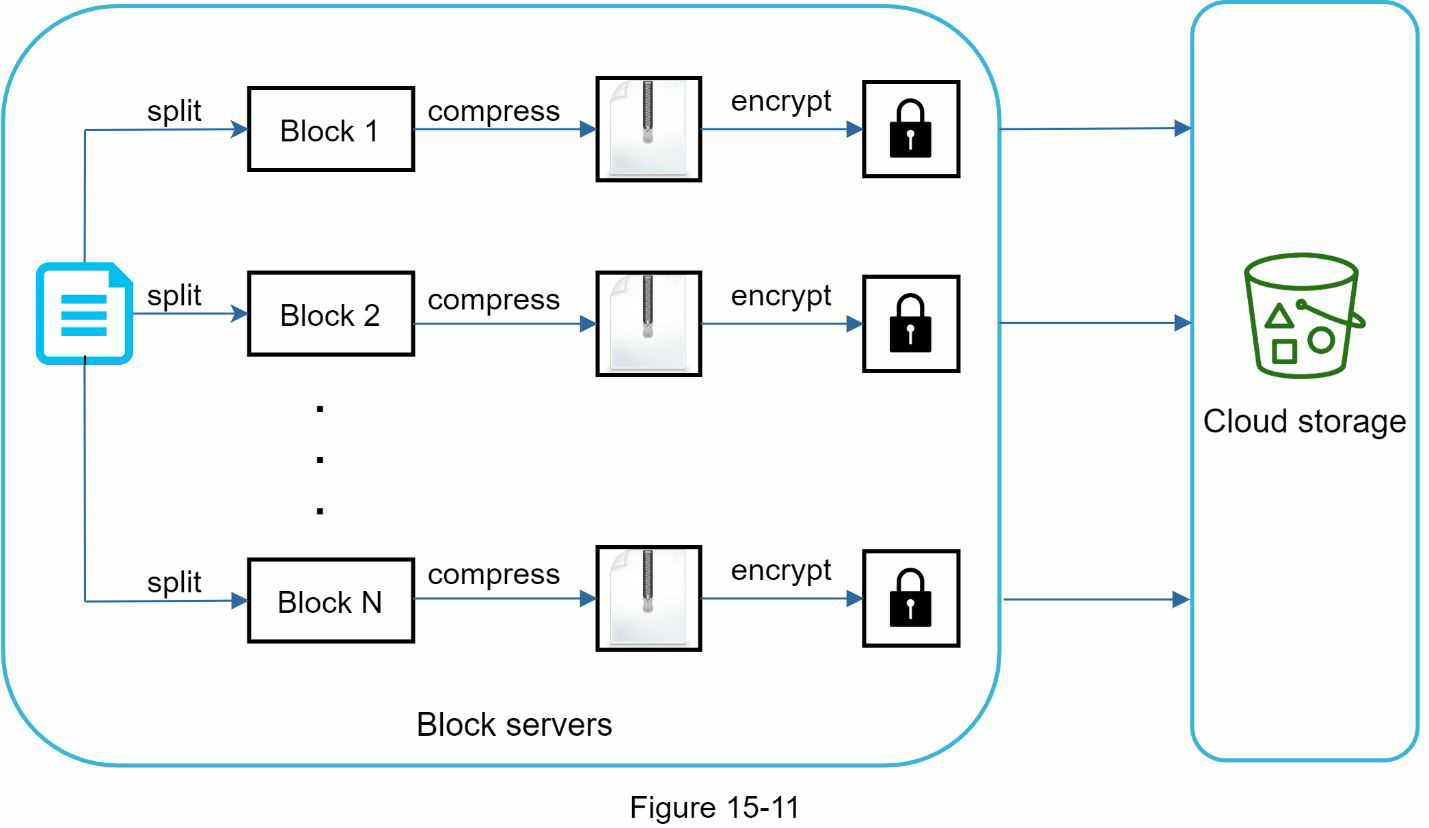 split
Block 1
compress
encrypt
split
Block 2
compress
encrypt
.
.
.
split
Block N
compress
encrypt
Cloud storage
Block servers
Figure 15-11